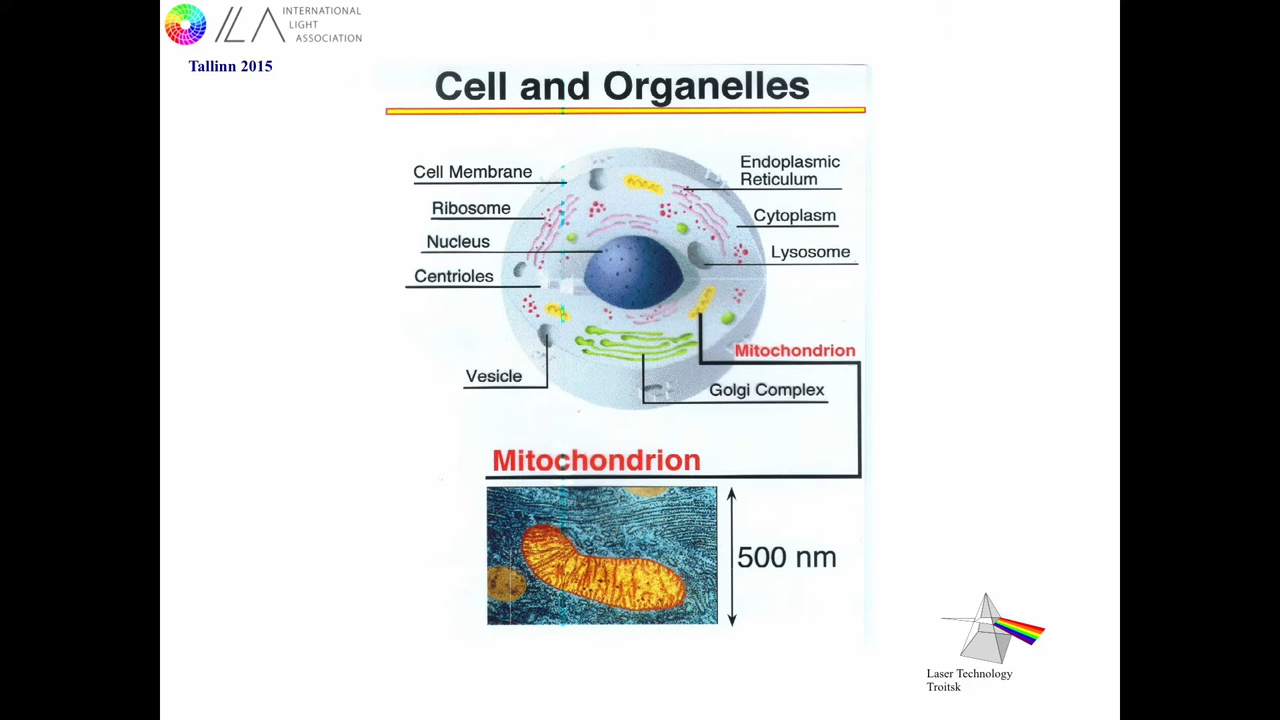 INTERNATIONAL
LIGHT
ASSOCIATION
ILA
Tallinn 2015
Cell and Organelles
Cell Membrane
Ribosome
Nucleus
Centrioles
Vesicle
Endoplasmic
Reticulum
Cytoplasm
Lysosome
Mitochondrion
Golgi Complex
Mitochondrion
500 nm
Laser Technology
Troitsk